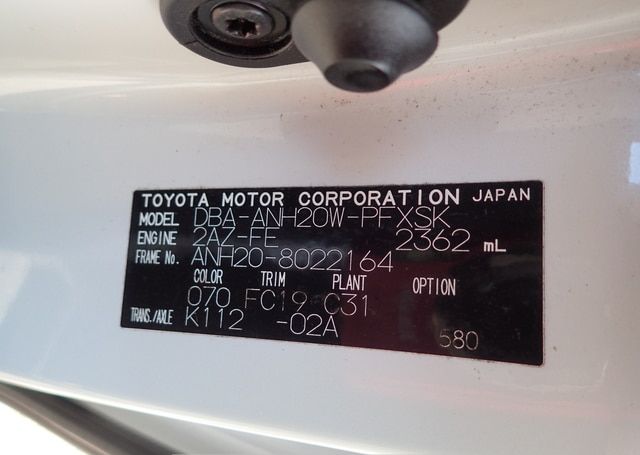 TOYOTA MOTOR CORPORATION JAPAN
MODEL DBA-ANH20W-PFXSK
ENGINE 2AZ-FE 2362 mL
FRAME No. ANH20-8022164
COLOR TRIM PLANT OPTION
070 FC19 C31
TRANS./AXLE K112 -02A
580